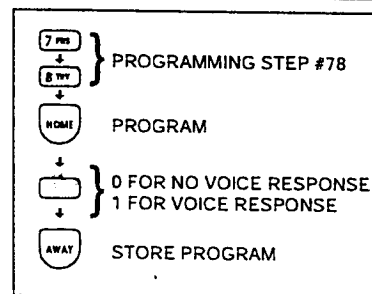 7 PRS
PROGRAMMING STEP #78
8 TUV
HOME PROGRAM
0 FOR NO VOICE RESPONSE
1 FOR VOICE RESPONSE
AWAY STORE PROGRAM